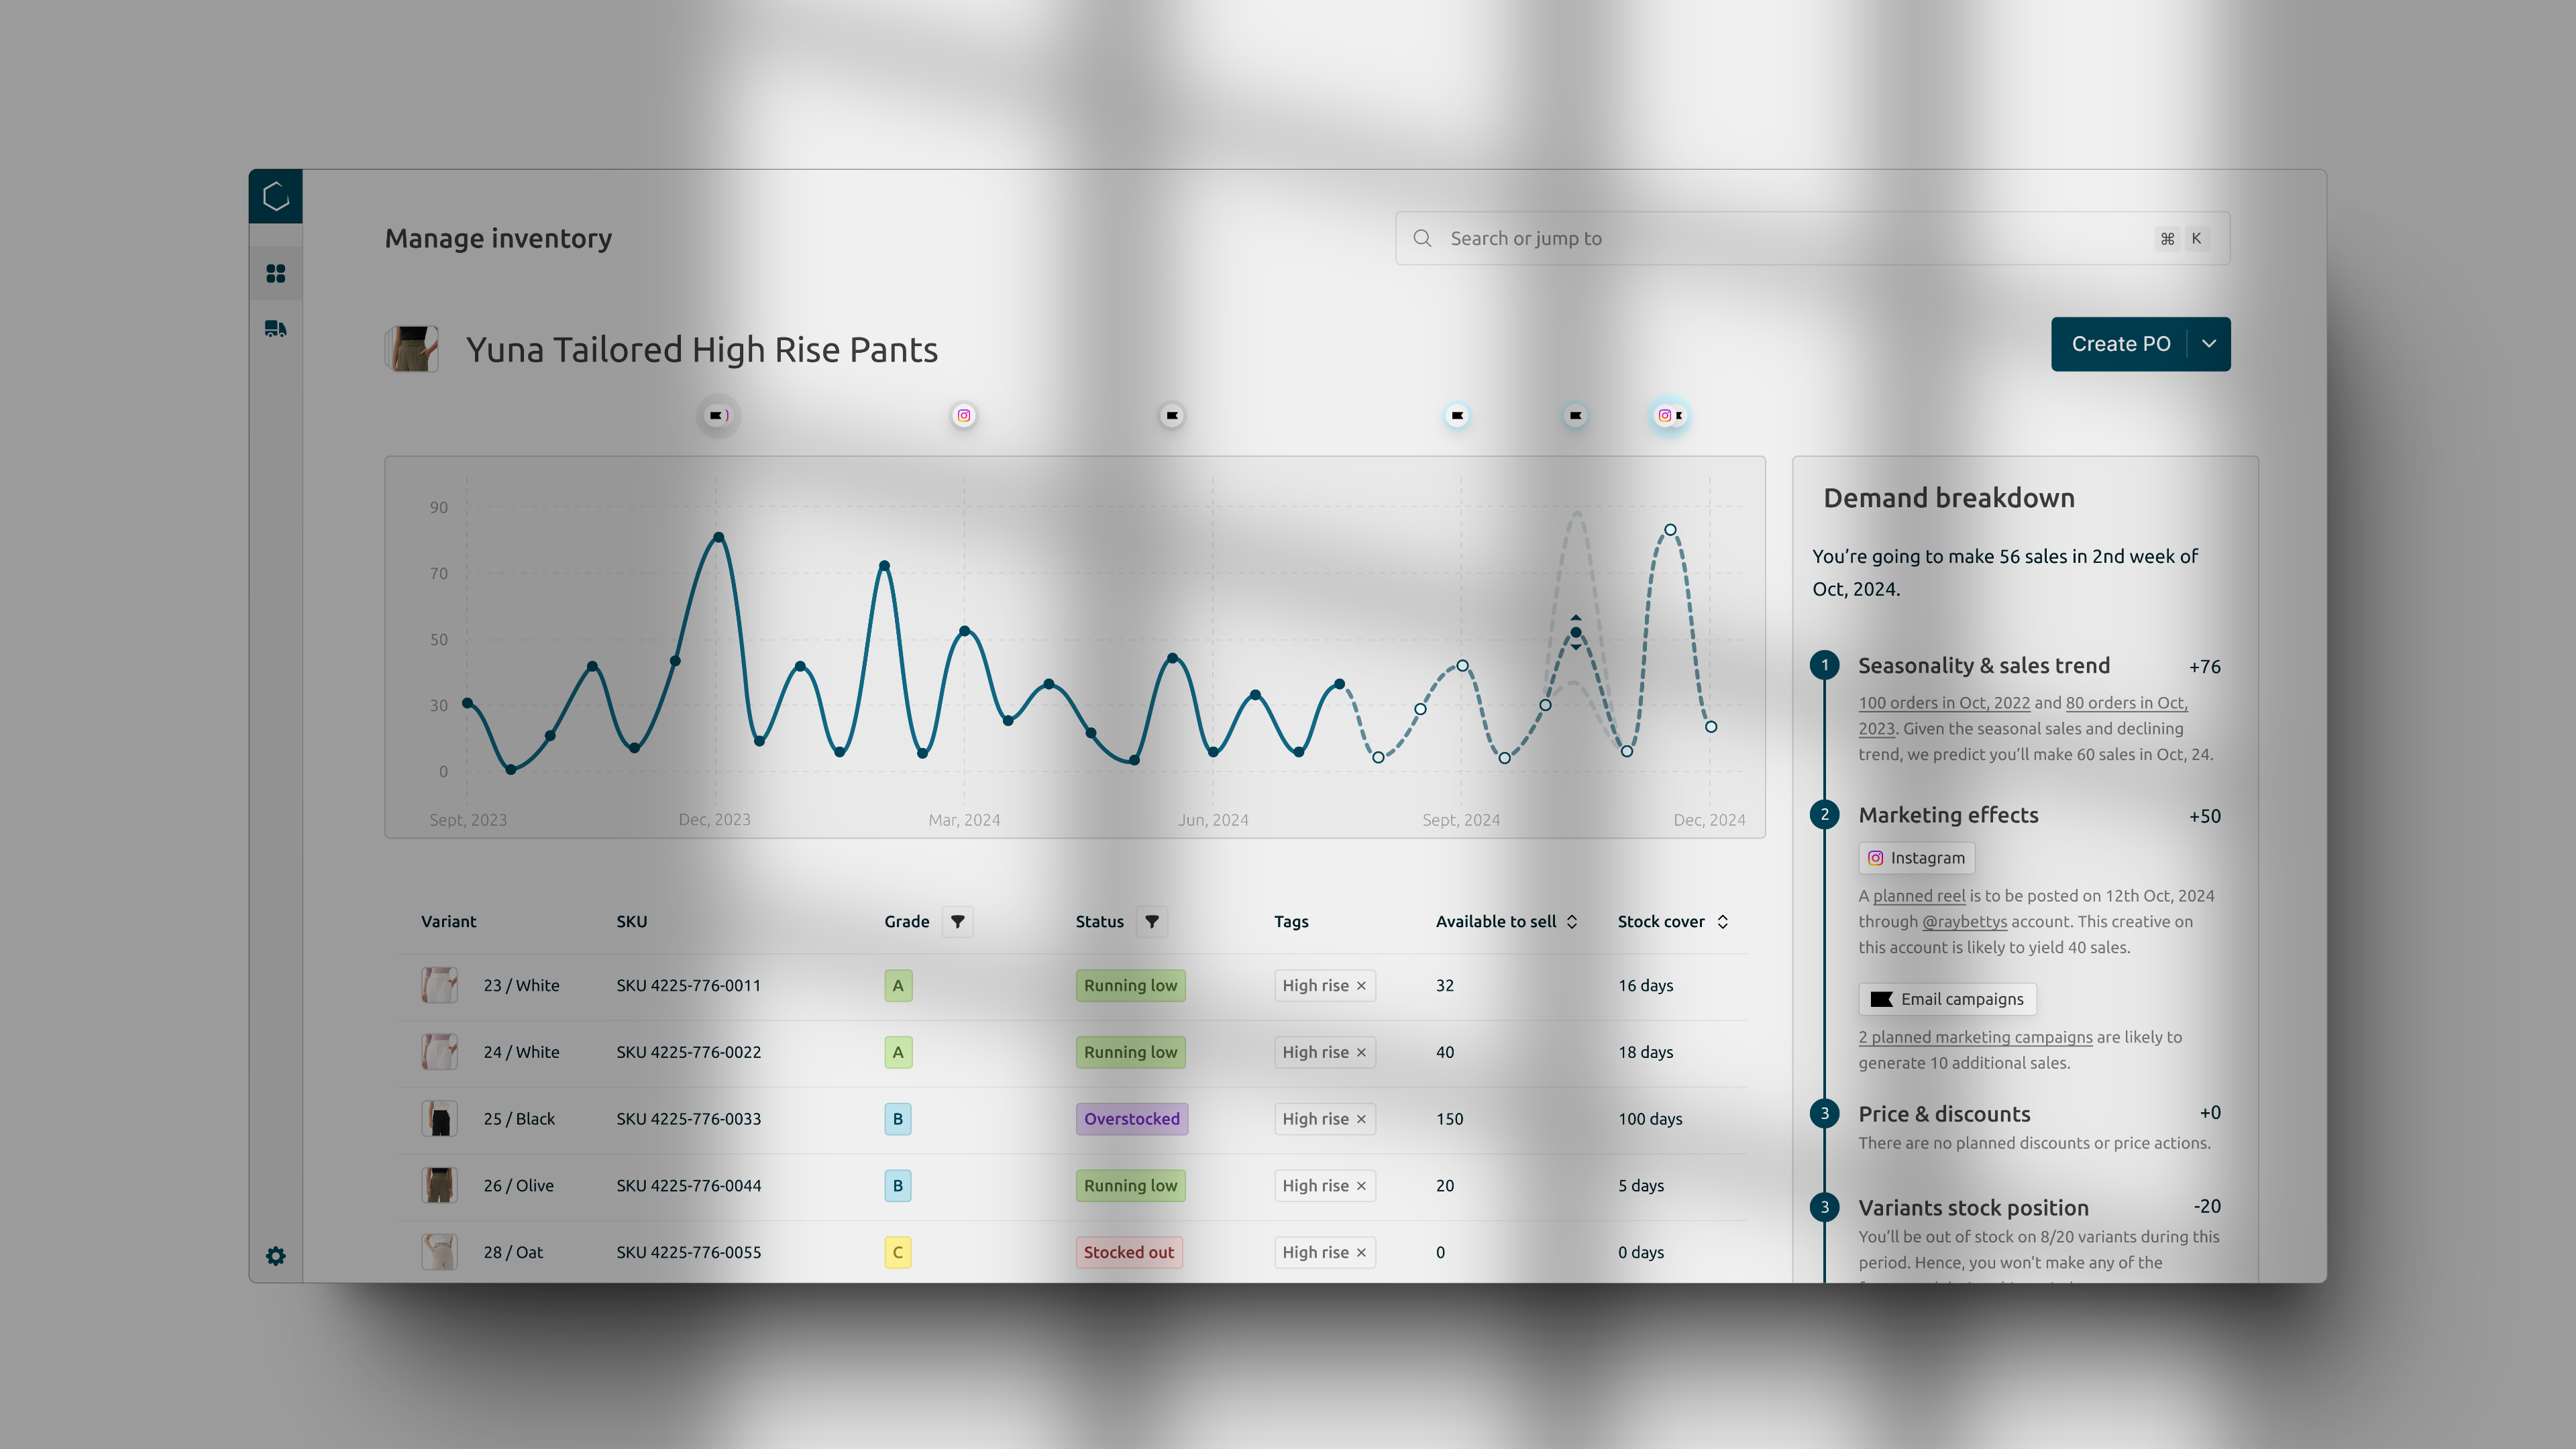 Manage inventory
Search or jump to
⌘ K
Yuna Tailored High Rise Pants
Create PO
90
70
50
30
0
Sept, 2023
Dec, 2023
Mar, 2024
Jun, 2024
Sept, 2024
Dec, 2024
Demand breakdown
You’re going to make 56 sales in 2nd week of
Oct, 2024.
1 Seasonality & sales trend +76
100 orders in Oct, 2022 and 80 orders in Oct,
2023. Given the seasonal sales and declining
trend, we predict you’ll make 60 sales in Oct, 24.
2 Marketing effects +50
Instagram
A planned reel is to be posted on 12th Oct, 2024
through @raybettys account. This creative on
this account is likely to yield 40 sales.
Email campaigns
2 planned marketing campaigns are likely to
generate 10 additional sales.
3 Price & discounts +0
There are no planned discounts or price actions.
3 Variants stock position -20
You’ll be out of stock on 8/20 variants during this
period. Hence, you won’t make any of the
Variant SKU Grade Status Tags Available to sell Stock cover
23 / White SKU 4225-776-0011 A Running low High rise × 32 16 days
24 / White SKU 4225-776-0022 A Running low High rise × 40 18 days
25 / Black SKU 4225-776-0033 B Overstocked High rise × 150 100 days
26 / Olive SKU 4225-776-0044 B Running low High rise × 20 5 days
28 / Oat SKU 4225-776-0055 C Stocked out High rise × 0 0 days